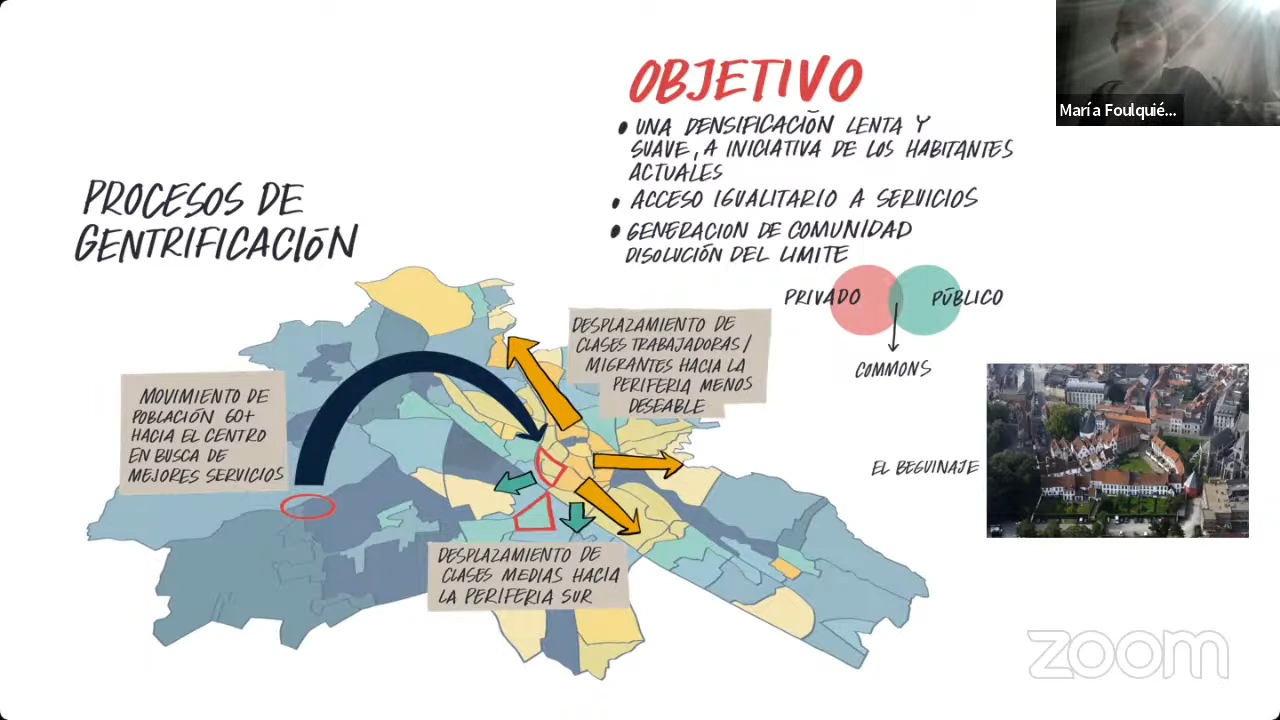 OBJETIVO
• UNA DENSIFICACIÓN LENTA Y
SUAVE, A INICIATIVA DE LOS HABITANTES
ACTUALES
• ACCESO IGUALITARIO A SERVICIOS
• GENERACION DE COMUNIDAD
DISOLUCIÓN DEL LIMITE
María Foulquié...
PROCESOS DE
GENTRIFICACIÓN
PRIVADO
PÚBLICO
COMMONS
DESPLAZAMIENTO DE
CLASES TRABAJADORAS/
MIGRANTES HACIA LA
PERIFERIA MENOS
DESEABLE
MOVIMIENTO DE
POBLACIÓN 60+
HACIA EL CENTRO
EN BUSCA DE
MEJORES SERVICIOS
EL BEGUINAJE
DESPLAZAMIENTO DE
CLASES MEDIAS HACIA
LA PERIFERIA SUR
zoom